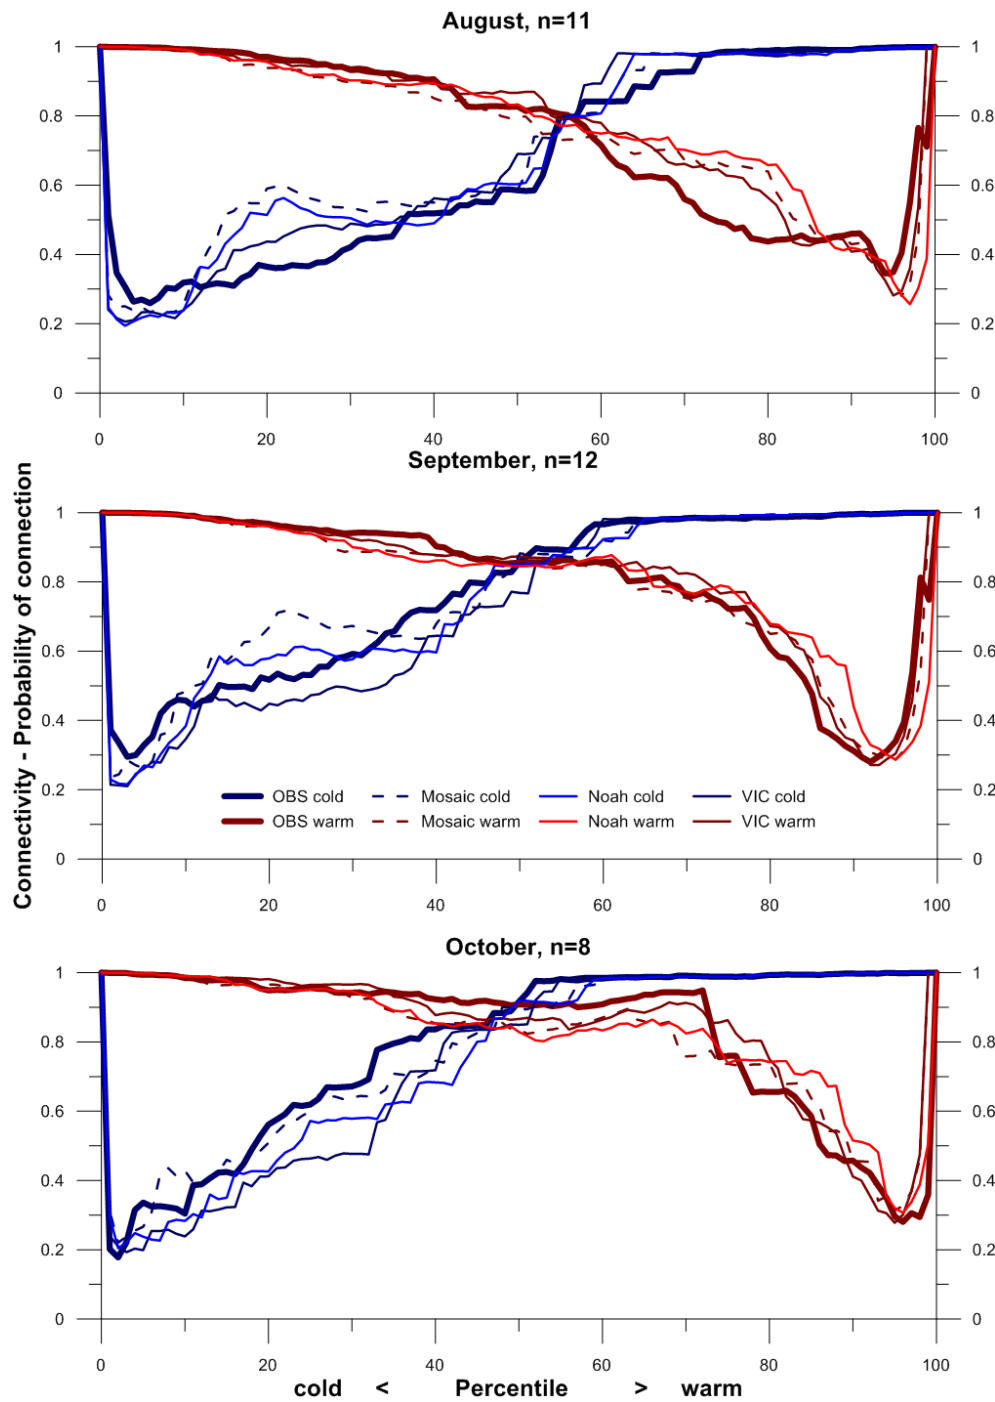 August, n=11
1 1
0.8 0.8
0.6 0.6
0.4 0.4
0.2 0.2
0 0
0 20 40 60 80 100
September, n=12
Connectivity - Probability of connection
1 1
0.8 0.8
0.6 0.6
0.4 0.4
0.2 0.2
OBS cold Mosaic cold Noah cold VIC cold
OBS warm Mosaic warm Noah warm VIC warm
0 0
0 20 40 60 80 100
October, n=8
1 1
0.8 0.8
0.6 0.6
0.4 0.4
0.2 0.2
0 0
0 20 40 60 80 100
cold < Percentile > warm